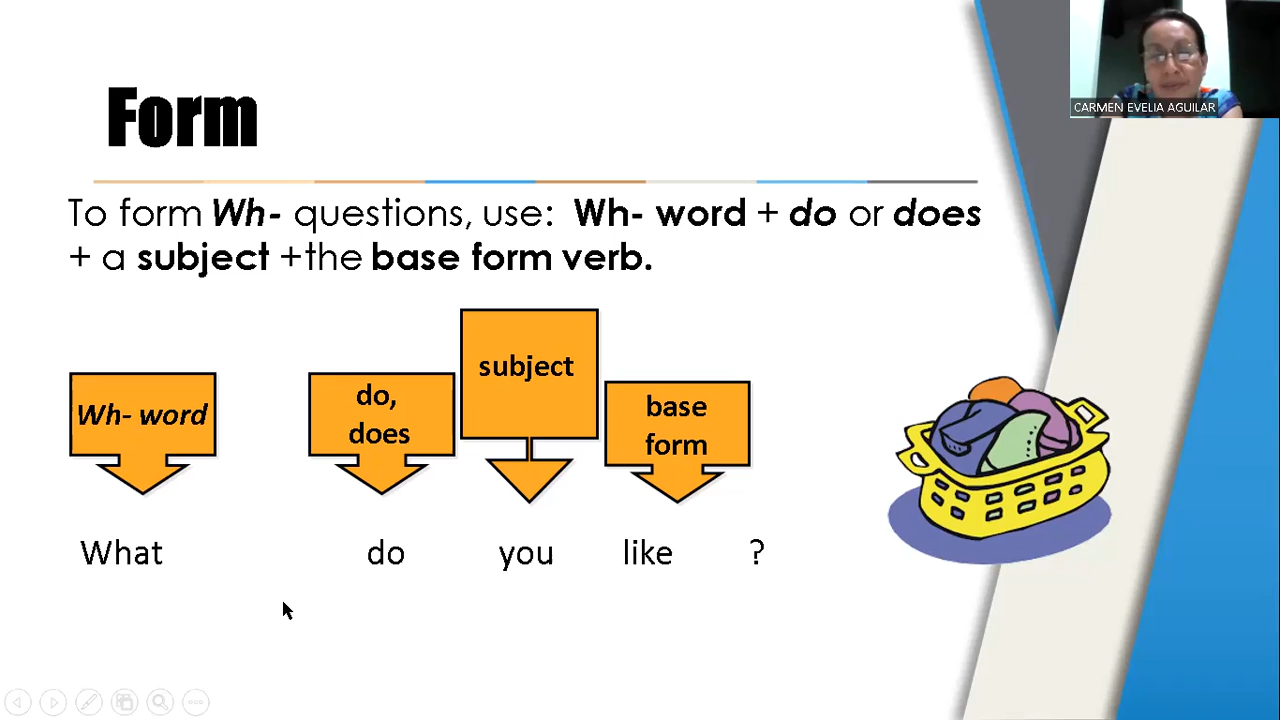 CARMEN EVELIA AGUILAR
Form
To form Wh- questions, use: Wh- word + do or does
+ a subject +the base form verb.
Wh- word
do,
does
subject
base
form
What do you like ?